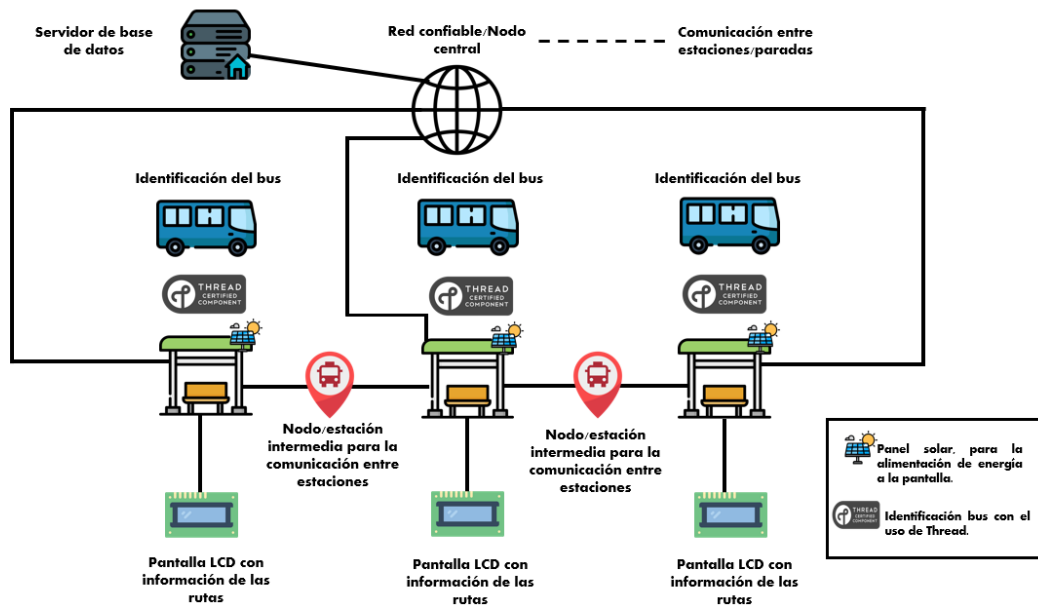 Servidor de base
de datos
Red confiable/Nodo
central
Comunicación entre
estaciones/paradas
Identificación del bus
Identificación del bus
Identificación del bus
THREAD
CERTIFIED
COMPONENT
THREAD
CERTIFIED
COMPONENT
THREAD
CERTIFIED
COMPONENT
Nodo/estación
intermedia para la
comunicación entre
estaciones
Nodo/estación
intermedia para la
comunicación entre
estaciones
Panel solar, para la
alimentación de energía
a la pantalla.
THREAD
CERTIFIED
COMPONENT
Identificación bus con el
uso de Thread.
Pantalla LCD con
información de las
rutas
Pantalla LCD con
información de las
rutas
Pantalla LCD con
información de las
rutas